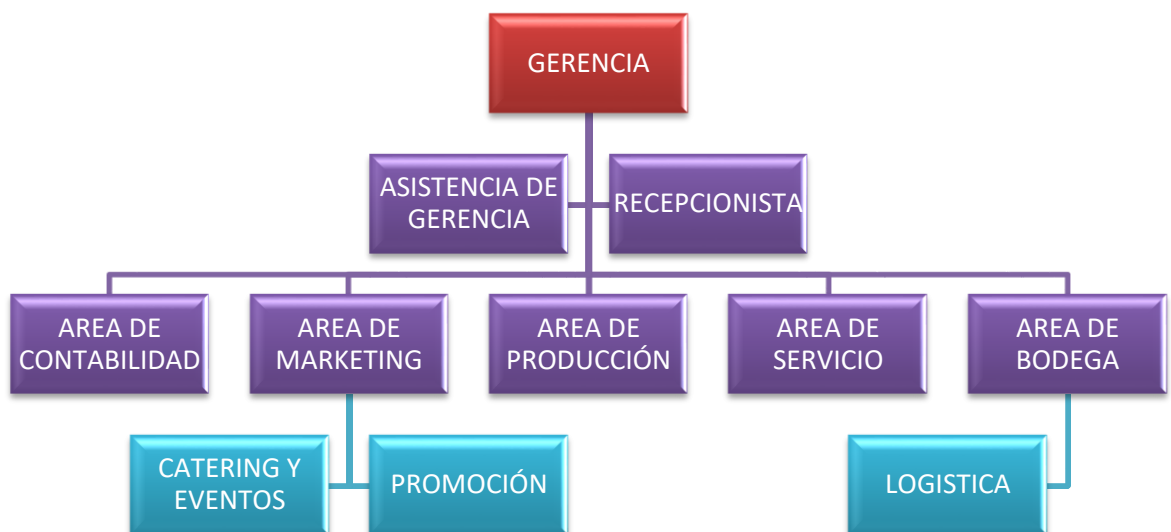 GERENCIA
ASISTENCIA DE
GERENCIA
RECEPCIONISTA
AREA DE
CONTABILIDAD
AREA DE
MARKETING
AREA DE
PRODUCCIÓN
AREA DE
SERVICIO
AREA DE
BODEGA
CATERING Y
EVENTOS
PROMOCIÓN
LOGISTICA